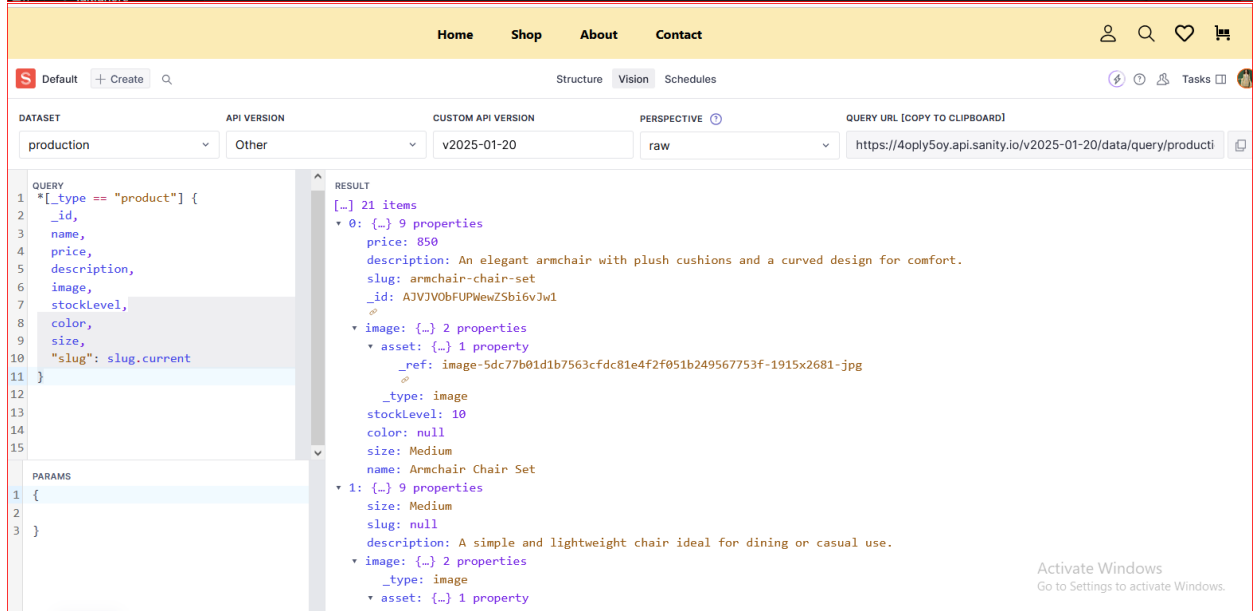 Home Shop About Contact
S Default + Create Structure Vision Schedules Tasks
DATASET API VERSION CUSTOM API VERSION PERSPECTIVE QUERY URL [COPY TO CLIPBOARD]
production Other v2025-01-20 raw https://4oply5oy.api.sanity.io/v2025-01-20/data/query/producti
QUERY
1 *[_type == "product"] {
2 _id,
3 name,
4 price,
5 description,
6 image,
7 stockLevel,
8 color,
9 size,
10 "slug": slug.current
11 }
12
13
14
15
PARAMS
1 {
2
3 }
RESULT
[…] 21 items
0: {…} 9 properties
price: 850
description: An elegant armchair with plush cushions and a curved design for comfort.
slug: armchair-chair-set
_id: AJVJVObFUPWewZSbi6vJw1
image: {…} 2 properties
asset: {…} 1 property
_ref: image-5dc77b01d1b7563cfdc81e4f2f051b249567753f-1915x2681-jpg
_type: image
stockLevel: 10
color: null
size: Medium
name: Armchair Chair Set
1: {…} 9 properties
size: Medium
slug: null
description: A simple and lightweight chair ideal for dining or casual use.
image: {…} 2 properties
_type: image
asset: {…} 1 property
Activate Windows
Go to Settings to activate Windows.